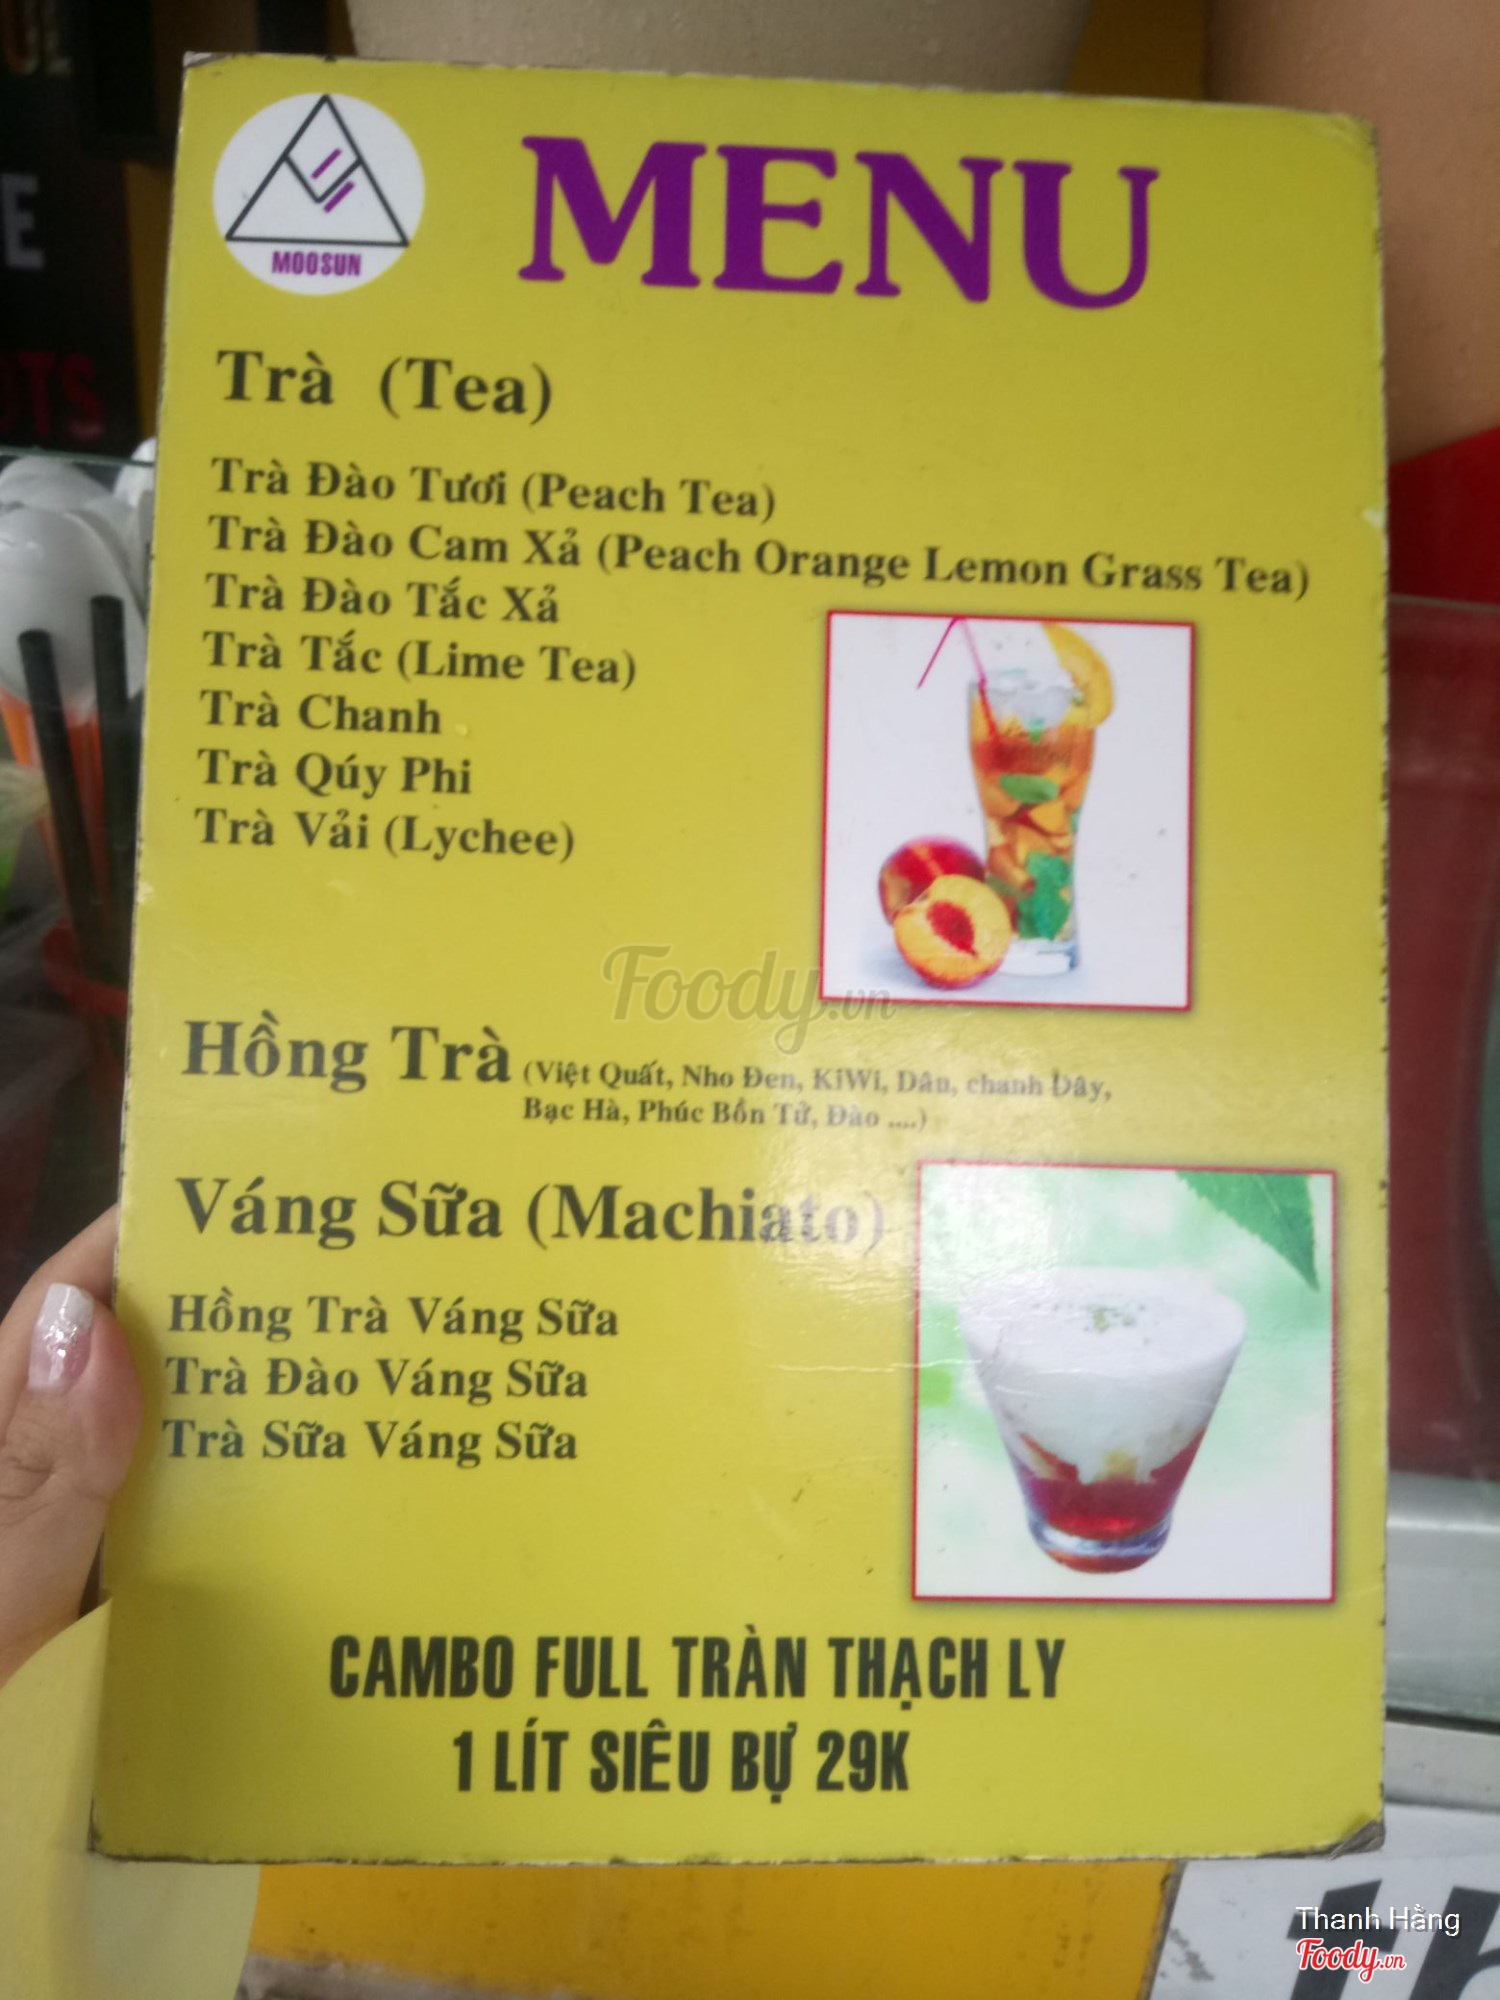 MOOSUN
MENU
Trà (Tea)
Trà Đào Tươi (Peach Tea)
Trà Đào Cam Xả (Peach Orange Lemon Grass Tea)
Trà Đào Tắc Xả
Trà Tắc (Lime Tea)
Trà Chanh
Trà Qúy Phi
Trà Vải (Lychee)
Foody.vn
Hồng Trà (Việt Quất, Nho Đen, KiWi, Dâu, chanh Dây,
Bạc Hà, Phúc Bồn Tử, Đào ....)
Váng Sữa (Machiato)
Hồng Trà Váng Sữa
Trà Đào Váng Sữa
Trà Sữa Váng Sữa
CAMBO FULL TRÀN THẠCH LY
1 LÍT SIÊU BỰ 29K
Thanh Hằng
Foody.vn